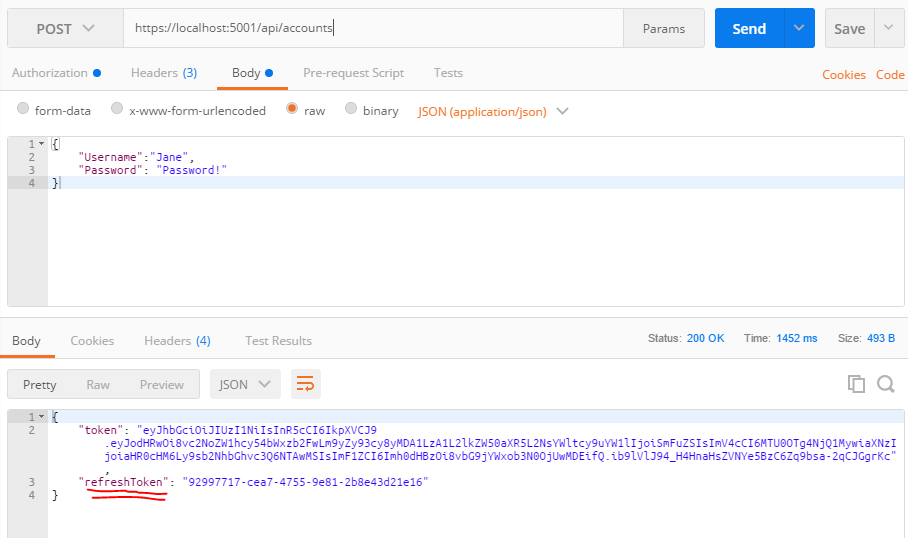 POST https://localhost:5001/api/accounts Params Send Save
Authorization Headers (3) Body Pre-request Script Tests Cookies Code
form-data x-www-form-urlencoded raw binary JSON (application/json)
1 {
2 "Username":"Jane",
3 "Password": "Password!"
4 }
Body Cookies Headers (4) Test Results Status: 200 OK Time: 1452 ms Size: 493 B
Pretty Raw Preview JSON
1 {
2 "token": "eyJhbGciOiJIUzI1NiIsInR5cCI6IkpXVCJ9
.eyJodHRwOi8vc2NoZW1hcy54bWxzb2FwLm9yZy93cy8yMDA1LzA1L2lkZW50aXR5L2NsYWltcy9uYW1lIjoiSmFuZSIsImV4cCI6MTU0OTg4NjQ1MywiaXNzI
joiaHR0cHM6Ly9sb2NhbGhvc3Q6NTAwMSIsImF1ZCI6Imh0dHBzOi8vbG9jYWxob3N0OjUwMDEifQ.ib9lVlJ94_H4HnaHsZVNYe5BzC6Zq9bsa-2qCJGgrKc"
,
3 "refreshToken": "92997717-cea7-4755-9e81-2b8e43d21e16"
4 }